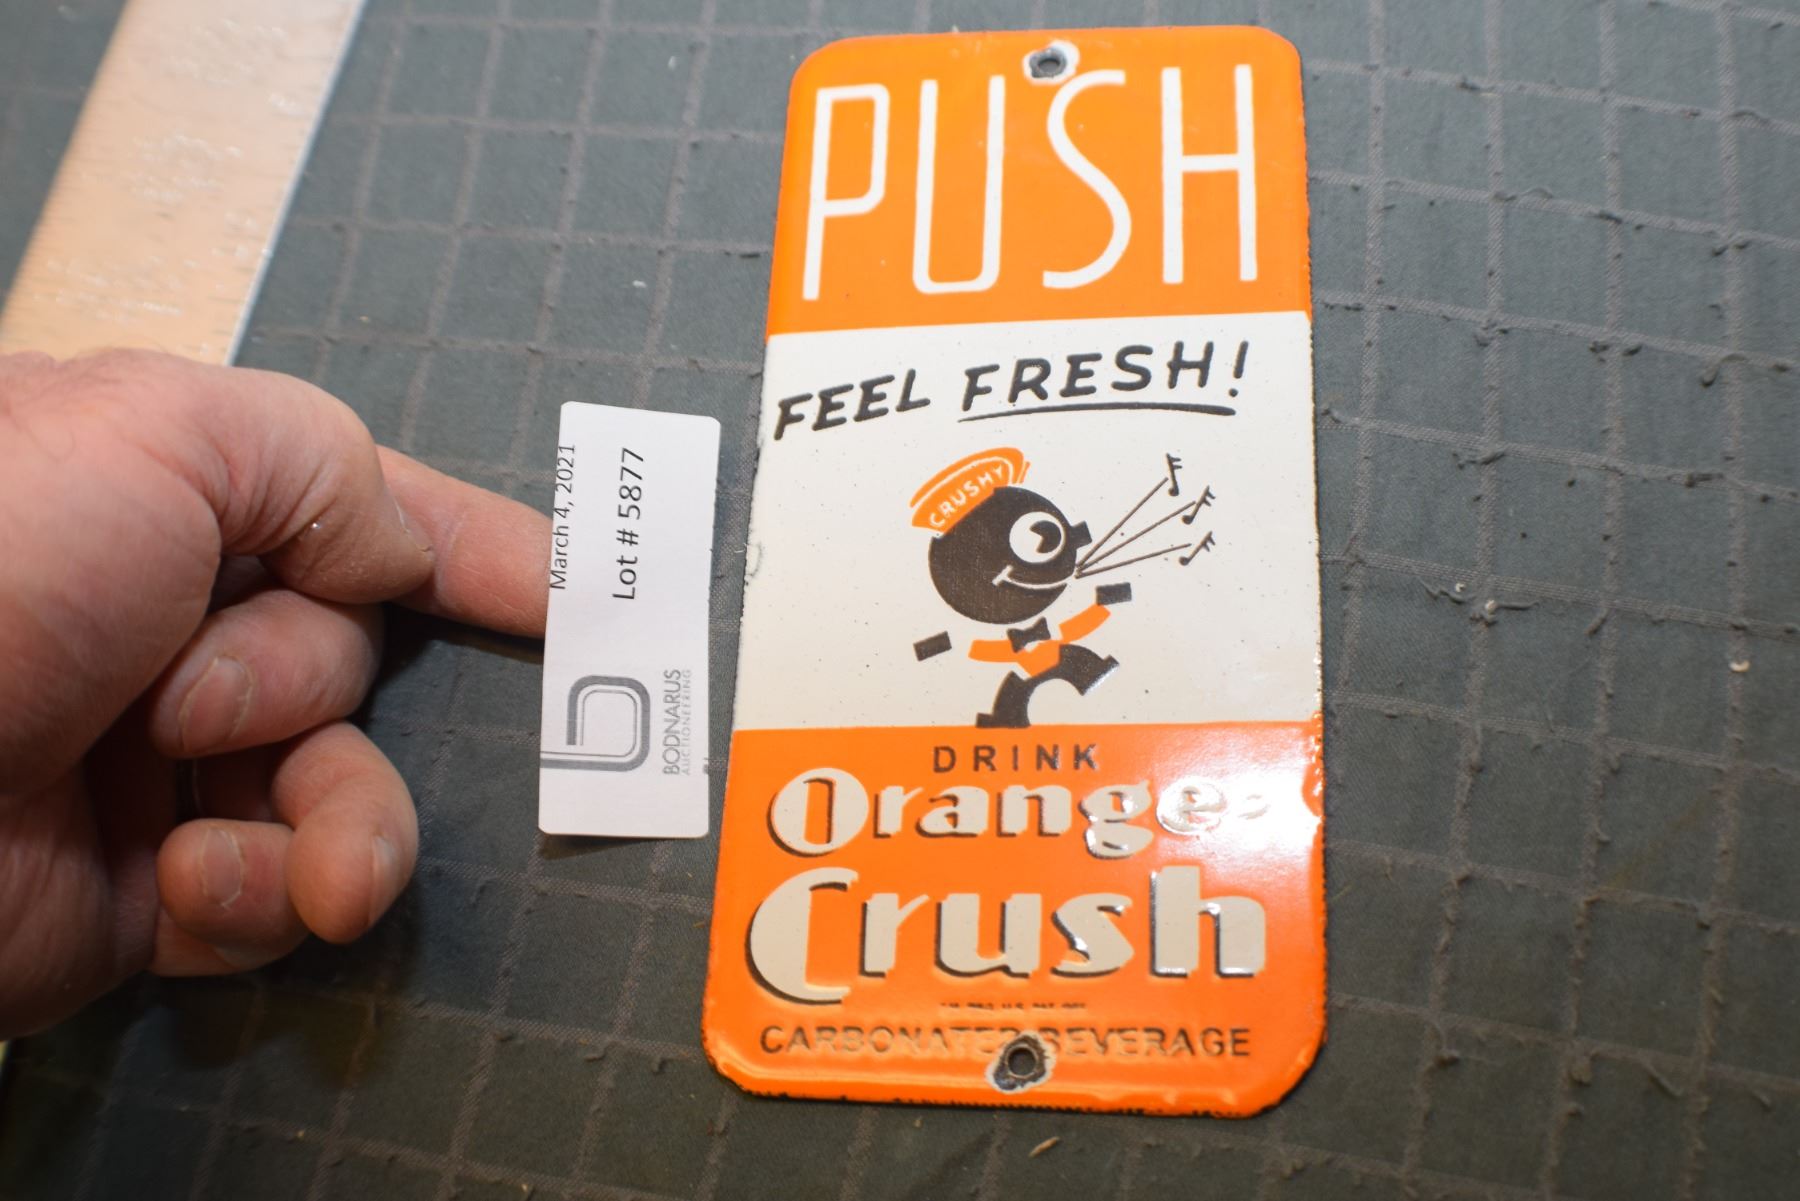 PUSH
FEEL FRESH!
CRUSHY
DRINK
Orange
Crush
CARBONATED BEVERAGE
March 4, 2021
Lot # 5877
BODNARUS
AUCTIONEERING